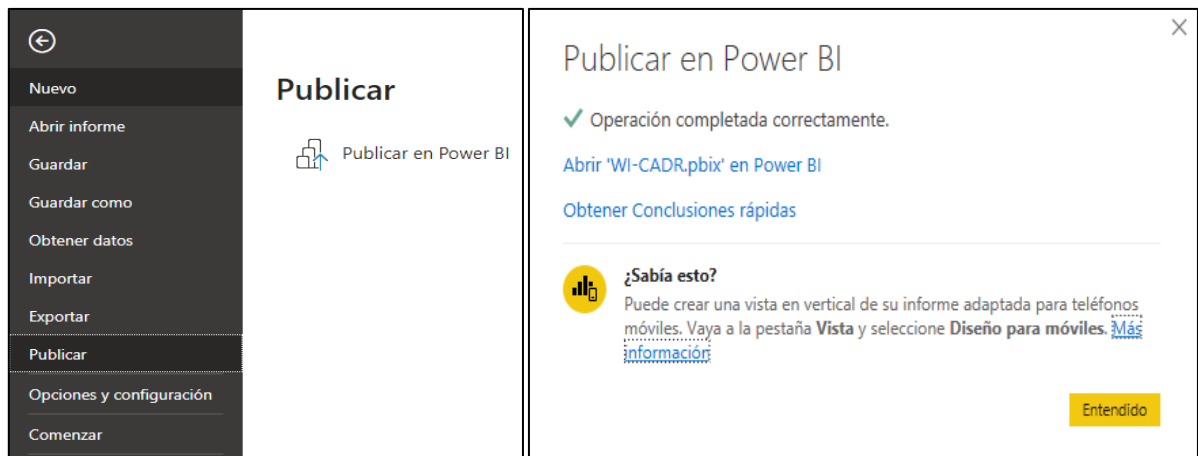 Nuevo
Abrir informe
Guardar
Guardar como
Obtener datos
Importar
Exportar
Publicar
Opciones y configuración
Comenzar
Publicar
Publicar en Power BI
Publicar en Power BI
Operación completada correctamente.
Abrir 'WI-CADR.pbix' en Power BI
Obtener Conclusiones rápidas
¿Sabía esto?
Puede crear una vista en vertical de su informe adaptada para teléfonos
móviles. Vaya a la pestaña Vista y seleccione Diseño para móviles. Más
información
Entendido